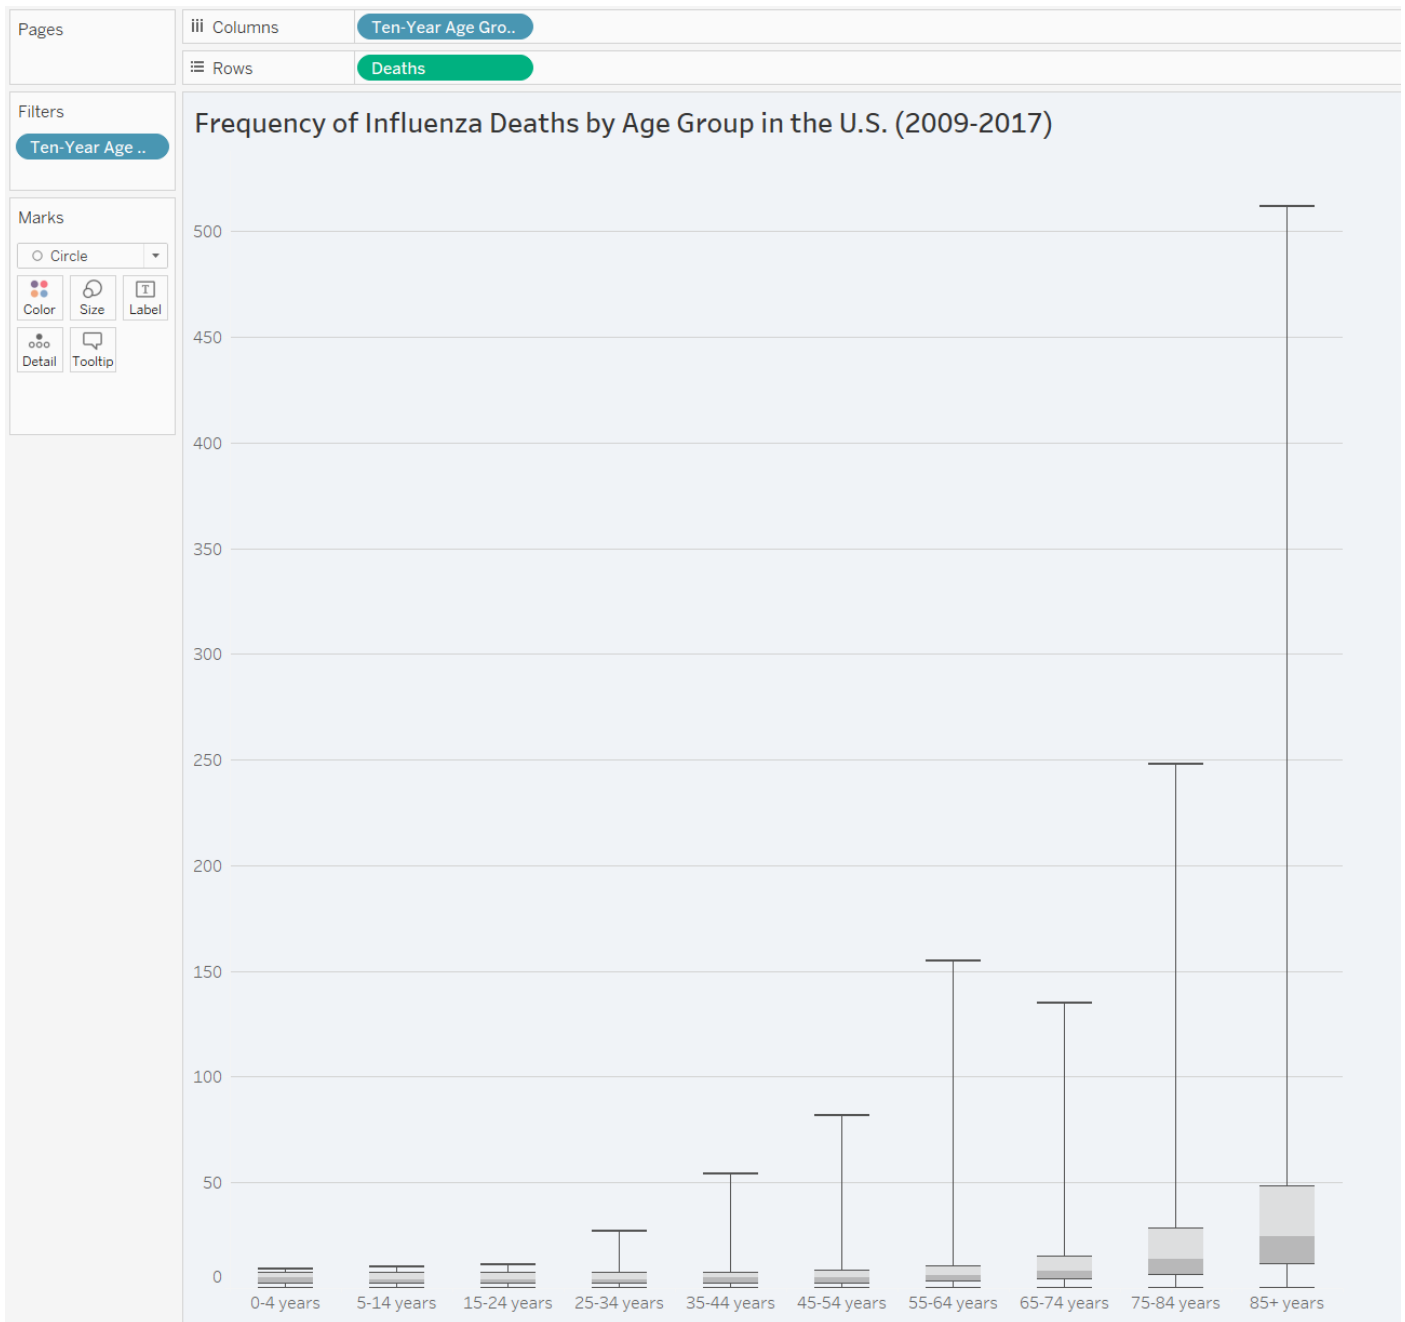 Pages
Columns
Ten-Year Age Gro..
Rows
Deaths
Filters
Ten-Year Age ..
Marks
Circle
Color
Size
T
Label
Detail
Tooltip
Frequency of Influenza Deaths by Age Group in the U.S. (2009-2017)
500
450
400
350
300
250
200
150
100
50
0
0-4 years 5-14 years 15-24 years 25-34 years 35-44 years 45-54 years 55-64 years 65-74 years 75-84 years 85+ years